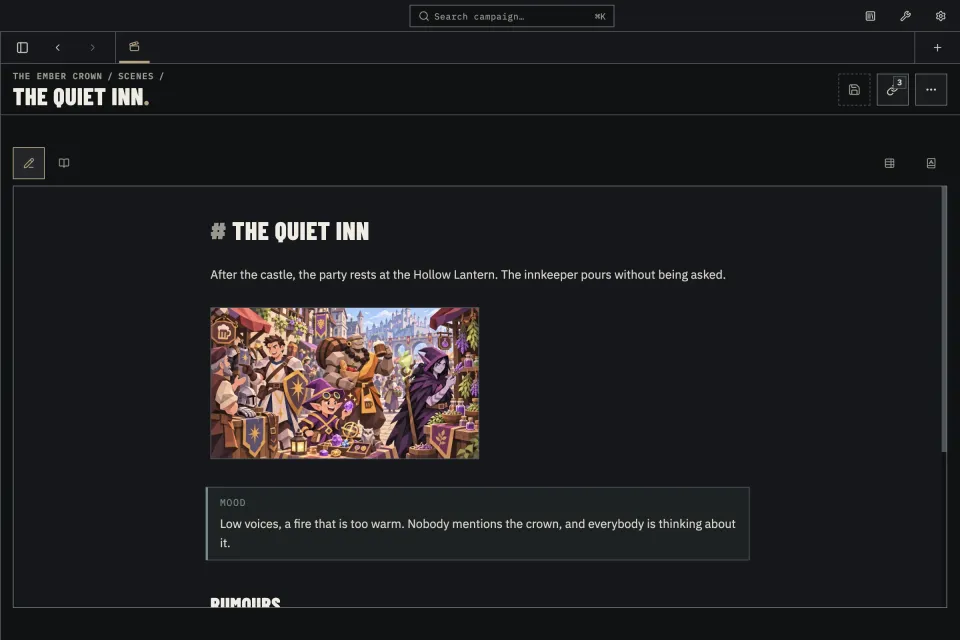 Search campaign… ⌘K
3
THE EMBER CROWN / SCENES /
THE QUIET INN.
# THE QUIET INN
After the castle, the party rests at the Hollow Lantern. The innkeeper pours without being asked.
MOOD
Low voices, a fire that is too warm. Nobody mentions the crown, and everybody is thinking about
it.
RUMOURS